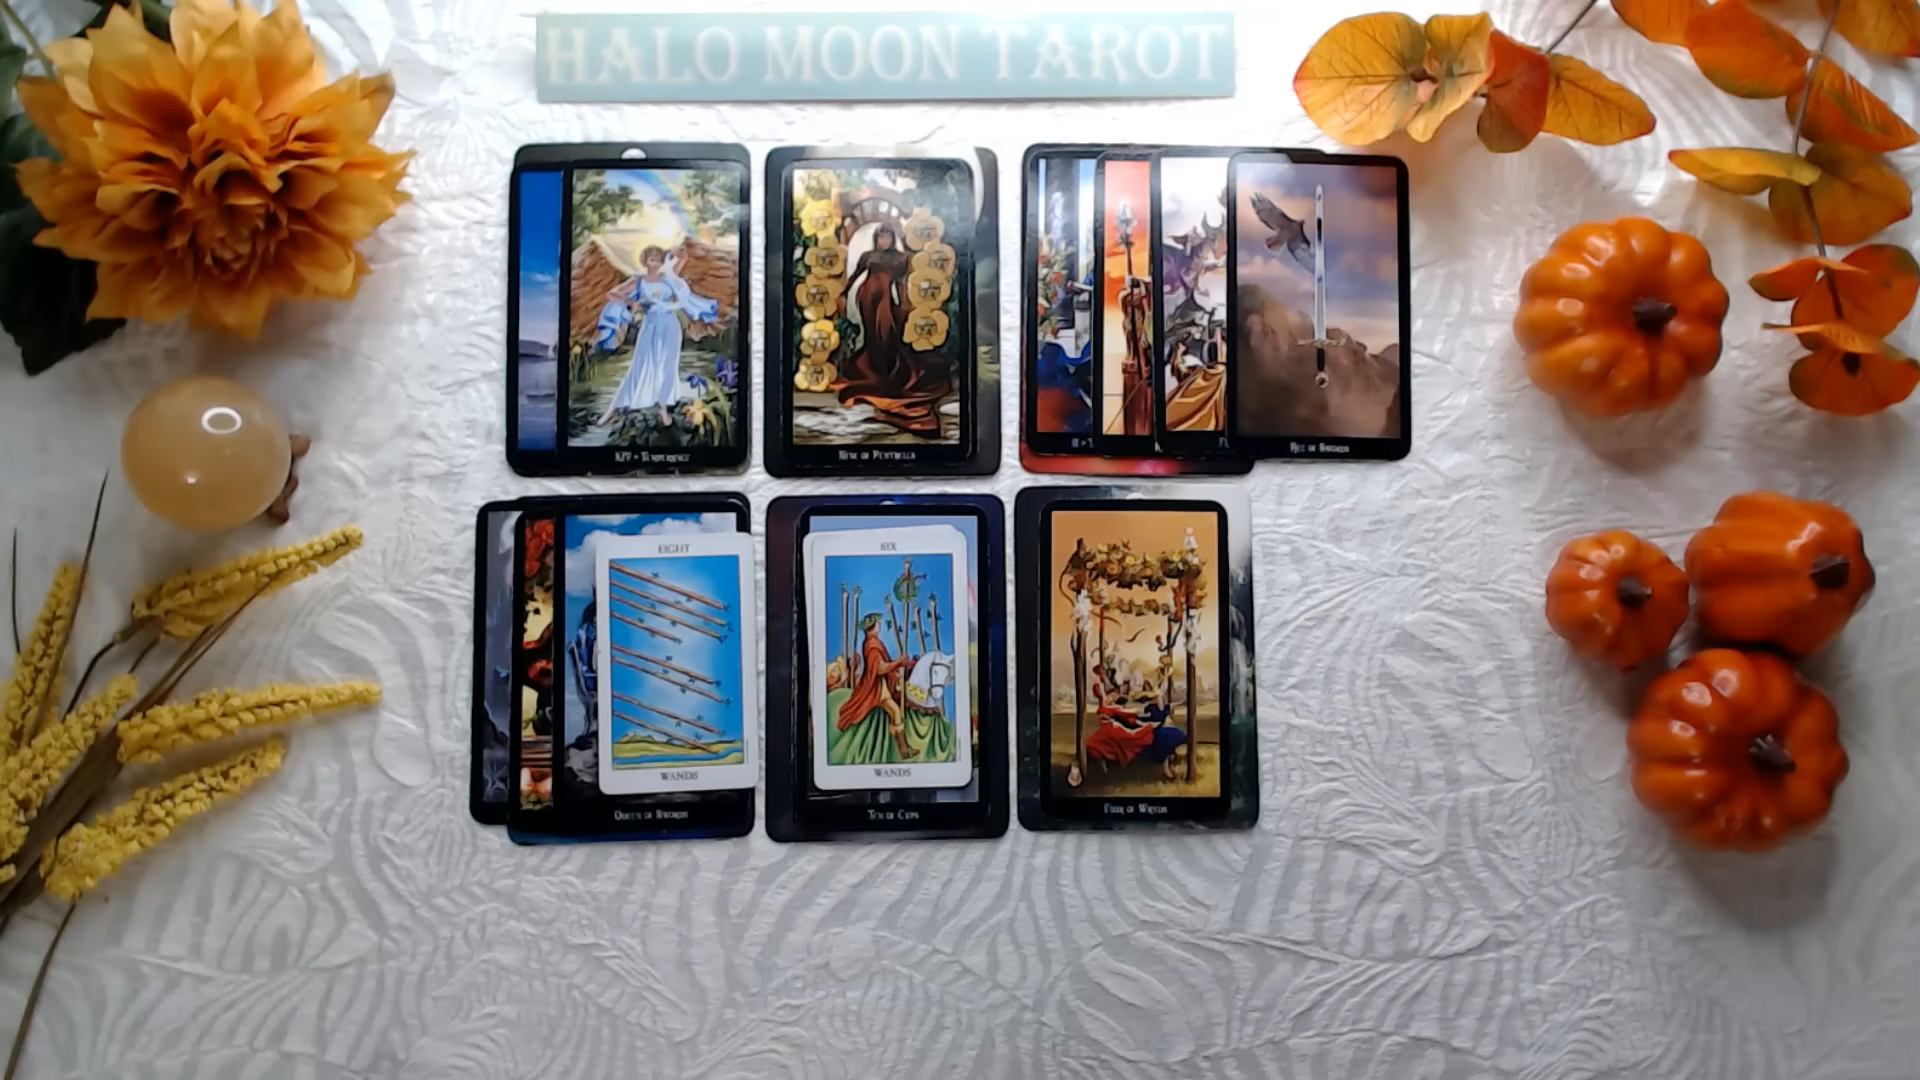 HALO MOON TAROT
XIV • TEMPERANCE
NINE OF PENTACLES
ACE OF SWORDS
EIGHT
WANDS
QUEEN OF SWORDS
SIX
WANDS
TEN OF CUPS
FOUR OF WANDS